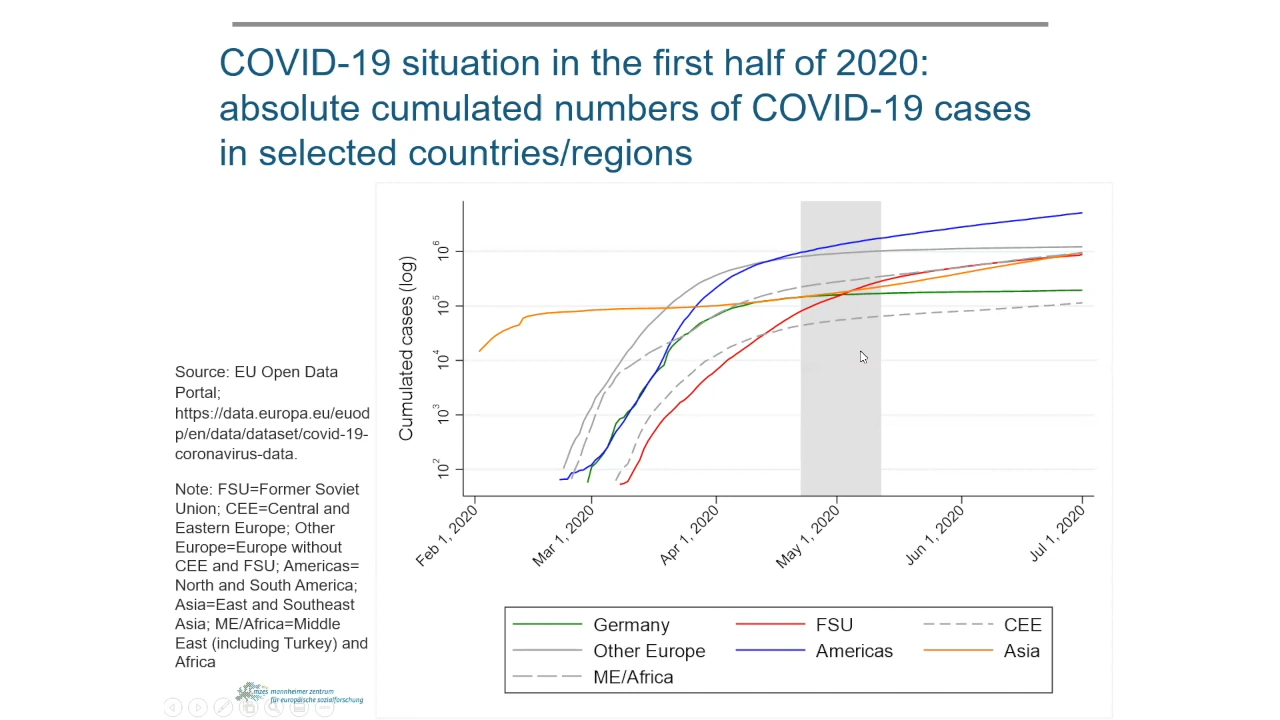 COVID-19 situation in the first half of 2020:
absolute cumulated numbers of COVID-19 cases
in selected countries/regions
Source: EU Open Data
Portal;
https://data.europa.eu/euod
p/en/data/dataset/covid-19-
coronavirus-data.
Note: FSU=Former Soviet
Union; CEE=Central and
Eastern Europe; Other
Europe=Europe without
CEE and FSU; Americas=
North and South America;
Asia=East and Southeast
Asia; ME/Africa=Middle
East (including Turkey) and
Africa
mzes mannheimer zentrum
für europäische sozialforschung
Cumulated cases (log)
10⁶
10⁵
10⁴
10³
10²
Feb 1, 2020
Mar 1, 2020
Apr 1, 2020
May 1, 2020
Jun 1, 2020
Jul 1, 2020
Germany FSU CEE
Other Europe Americas Asia
ME/Africa